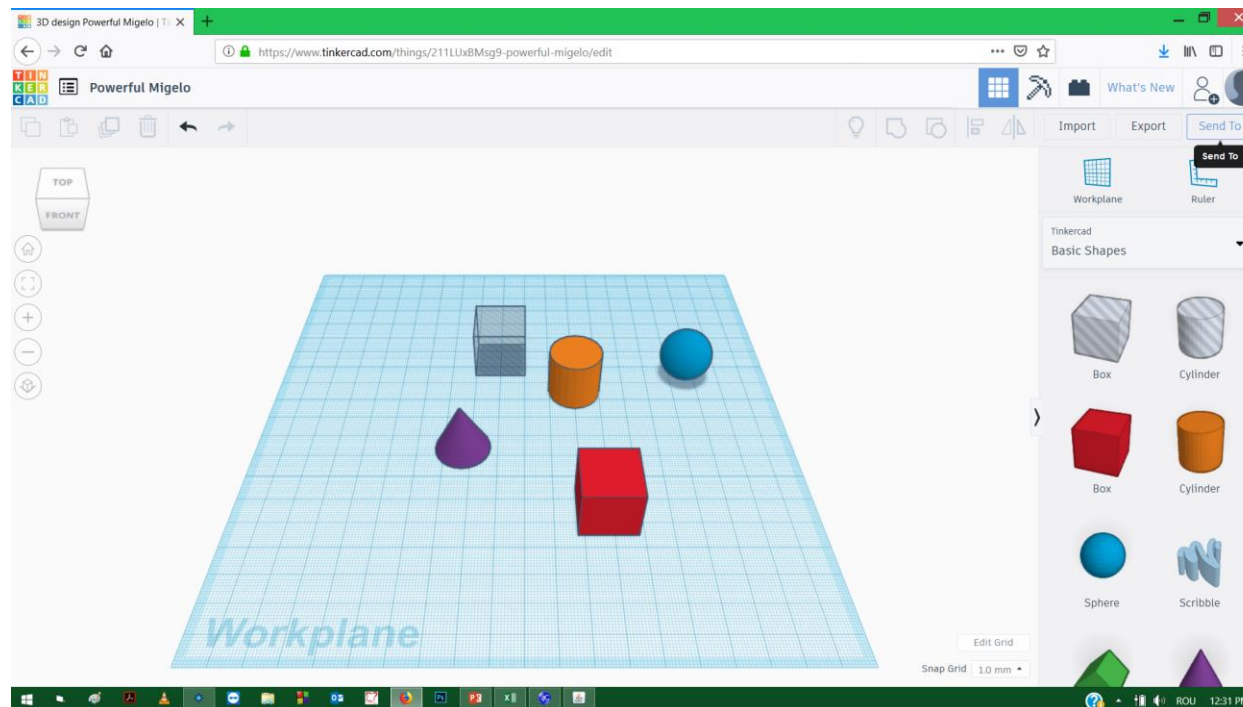 3D design Powerful Migelo | Ti
https://www.tinkercad.com/things/211LUxBMsg9-powerful-migelo/edit
TIN
KER
CAD
Powerful Migelo
What's New
Import
Export
Send To
Send To
TOP
FRONT
Workplane
Ruler
Tinkercad
Basic Shapes
Box
Cylinder
Box
Cylinder
Sphere
Scribble
Workplane
Edit Grid
Snap Grid
1.0 mm
ROU
12:31 PM